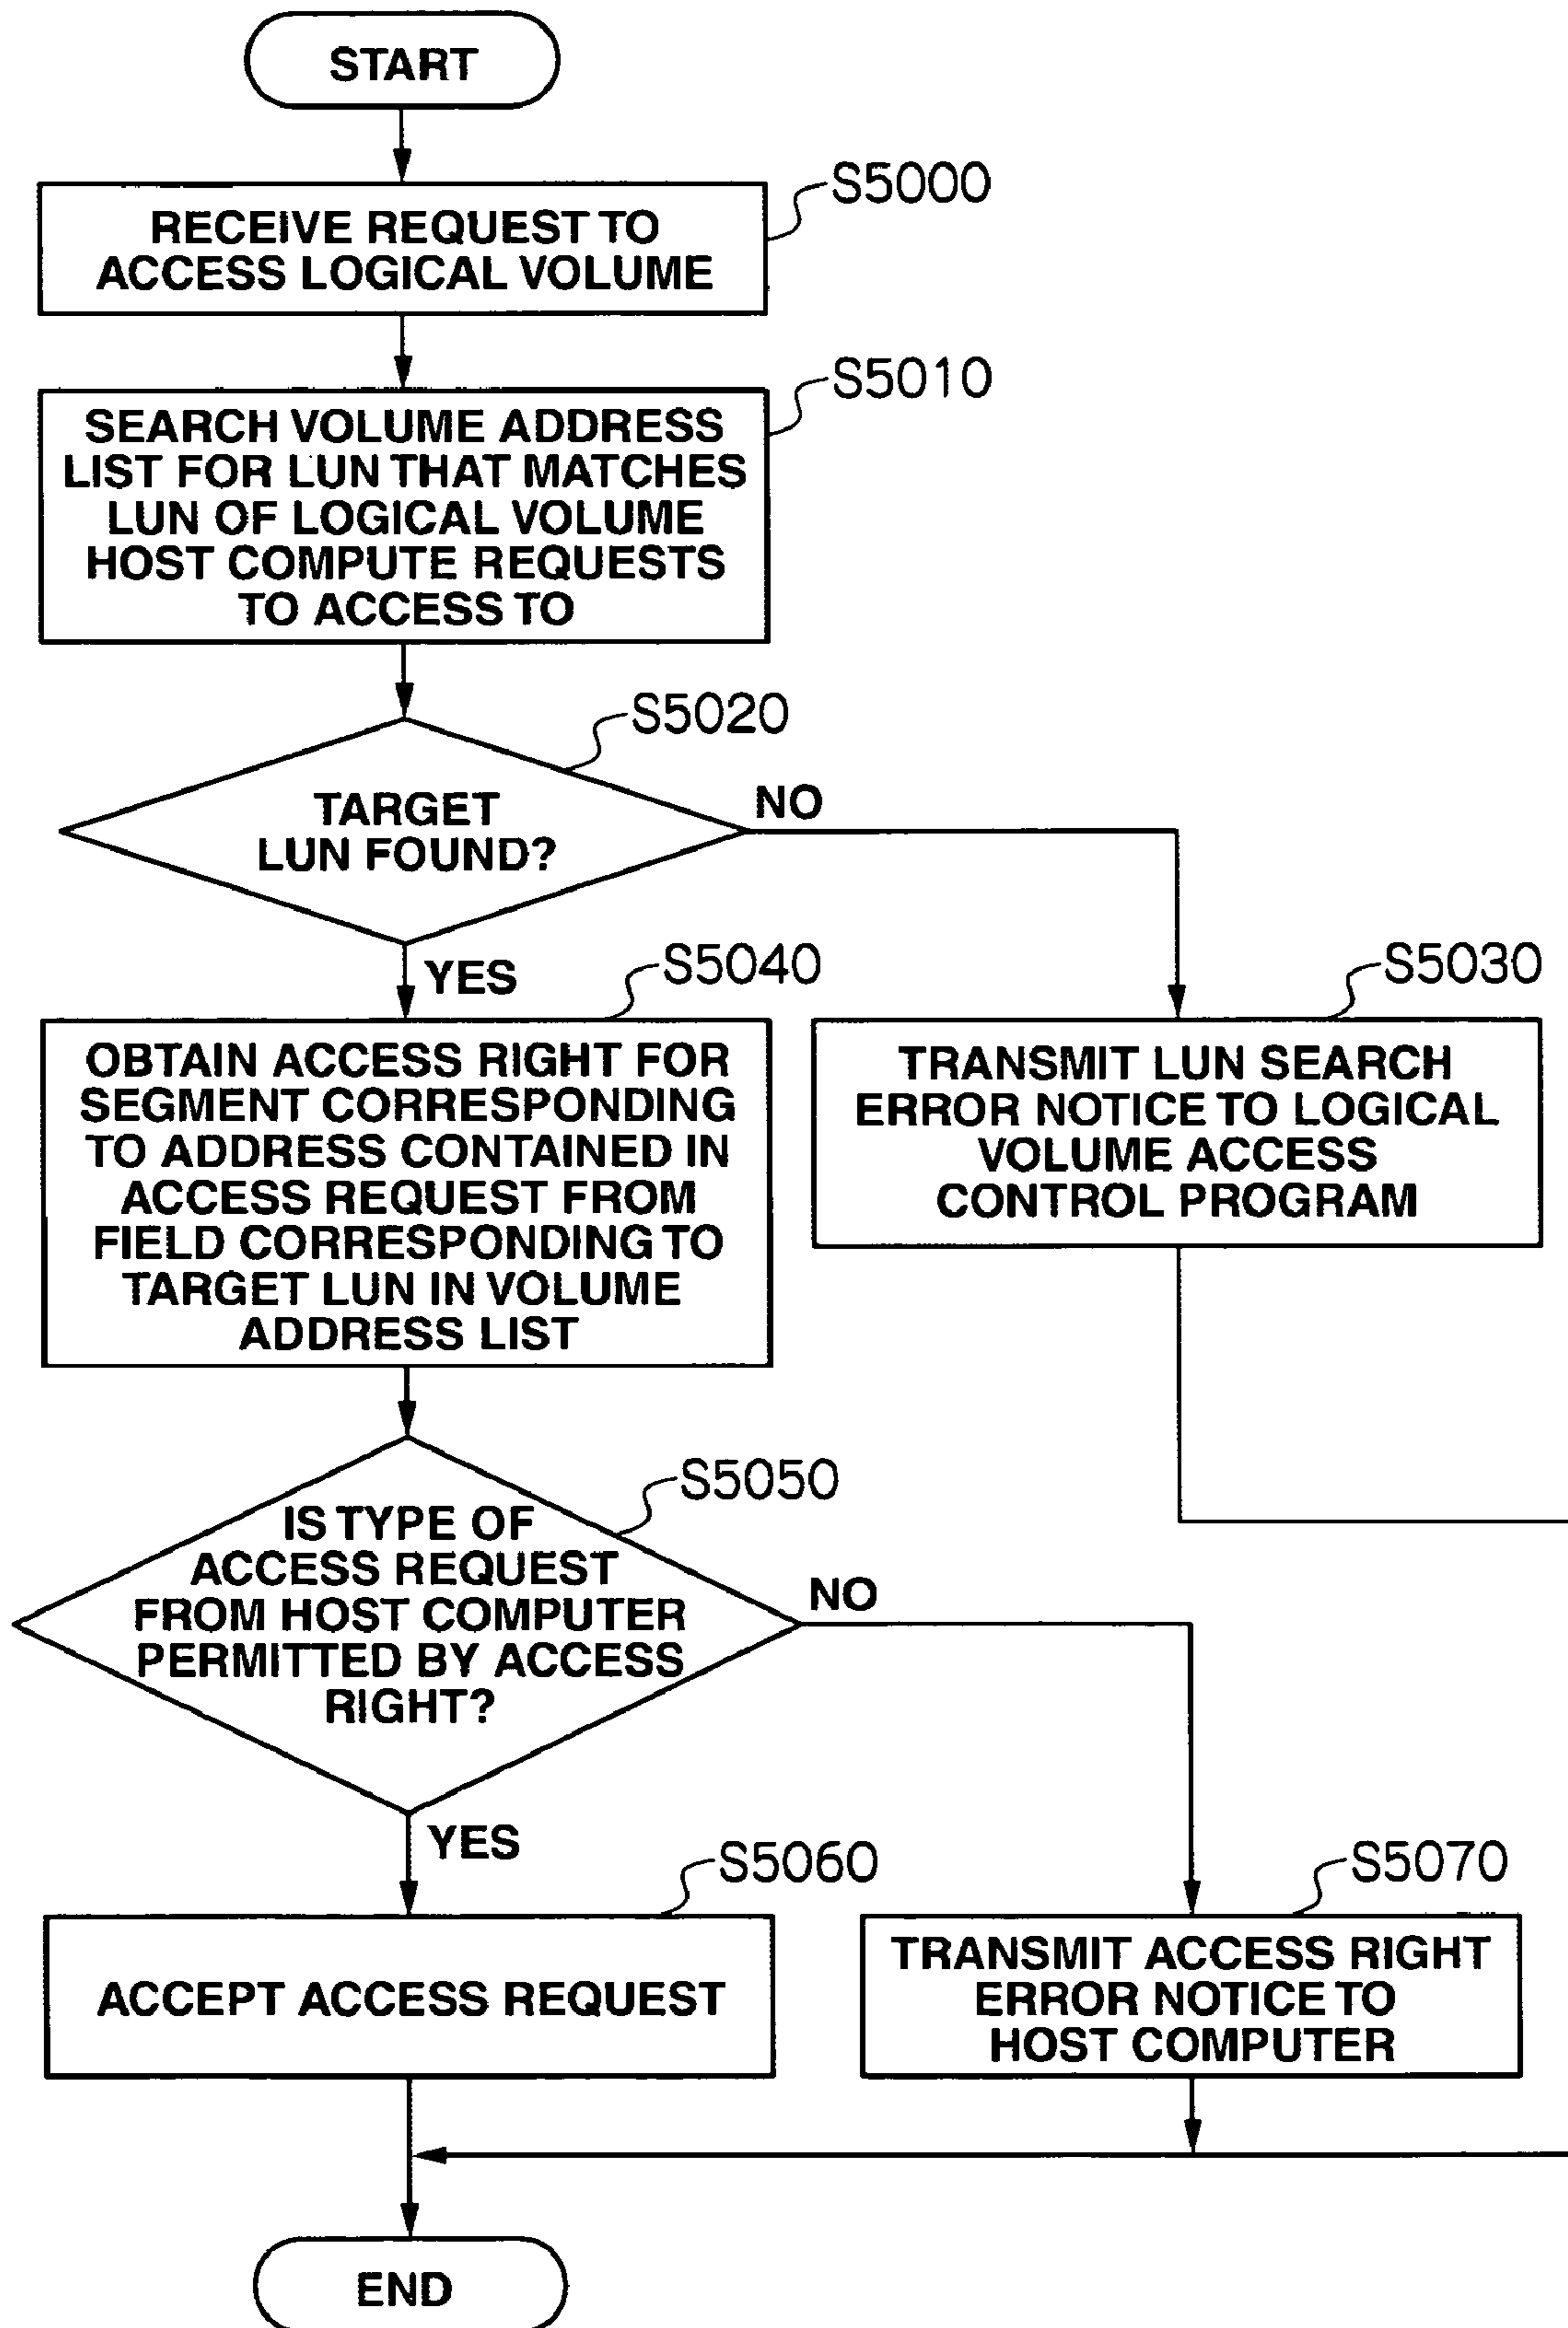 START
S5000
RECEIVE REQUEST TO
ACCESS LOGICAL VOLUME
S5010
SEARCH VOLUME ADDRESS
LIST FOR LUN THAT MATCHES
LUN OF LOGICAL VOLUME
HOST COMPUTE REQUESTS
TO ACCESS TO
S5020
TARGET
LUN FOUND?
NO
YES
S5040
OBTAIN ACCESS RIGHT FOR
SEGMENT CORRESPONDING
TO ADDRESS CONTAINED IN
ACCESS REQUEST FROM
FIELD CORRESPONDING TO
TARGET LUN IN VOLUME
ADDRESS LIST
S5030
TRANSMIT LUN SEARCH
ERROR NOTICE TO LOGICAL
VOLUME ACCESS
CONTROL PROGRAM
S5050
IS TYPE OF
ACCESS REQUEST
FROM HOST COMPUTER
PERMITTED BY ACCESS
RIGHT?
NO
YES
S5060
ACCEPT ACCESS REQUEST
S5070
TRANSMIT ACCESS RIGHT
ERROR NOTICE TO
HOST COMPUTER
END